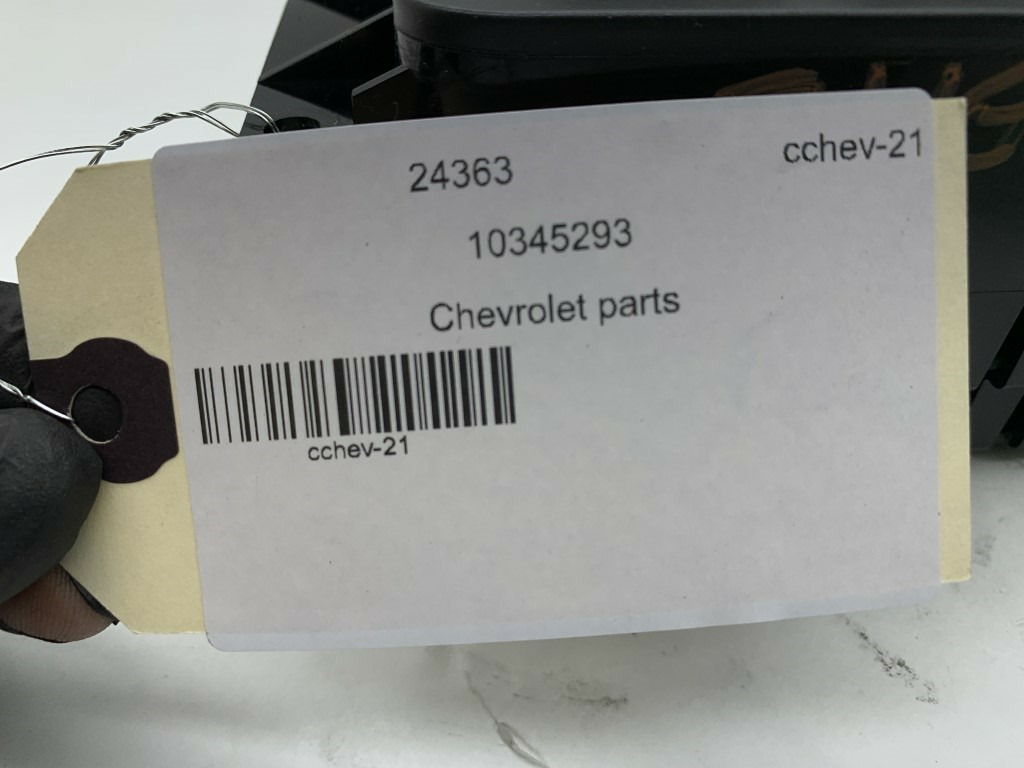 24363
cchev-21
10345293
Chevrolet parts
cchev-21